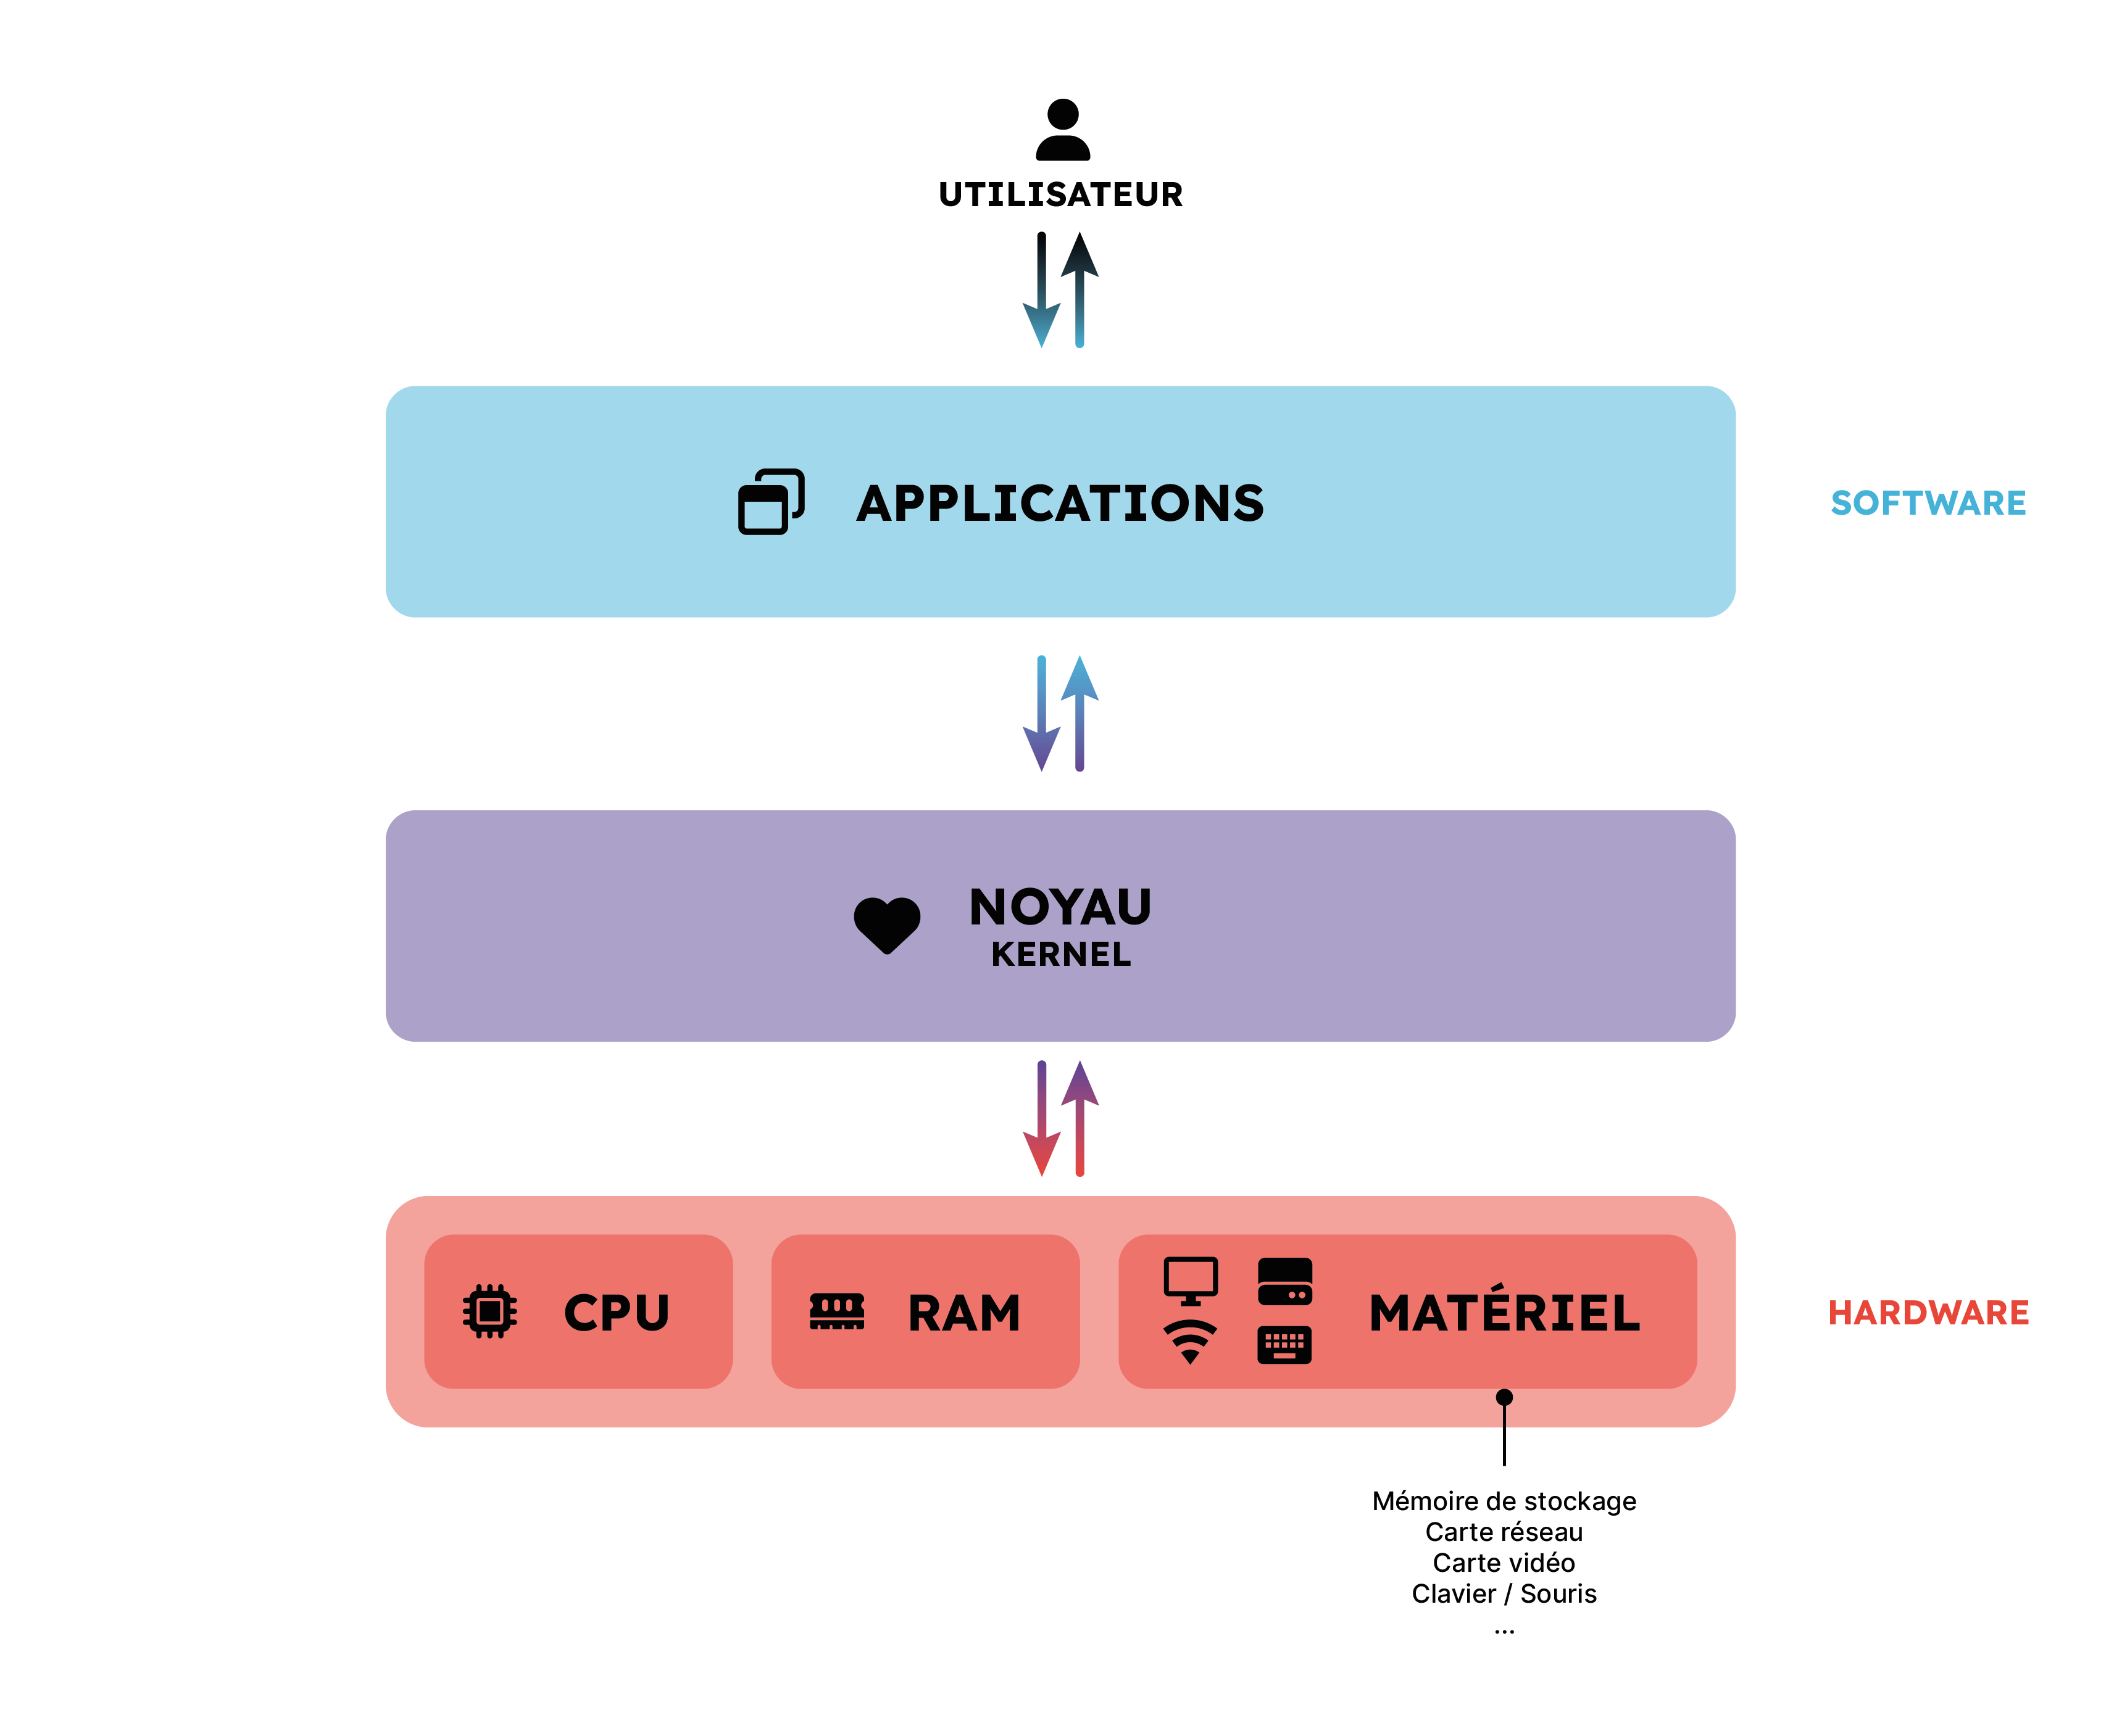 UTILISATEUR
APPLICATIONS
SOFTWARE
NOYAU
KERNEL
CPU
RAM
MATÉRIEL
HARDWARE
Mémoire de stockage
Carte réseau
Carte vidéo
Clavier / Souris
...